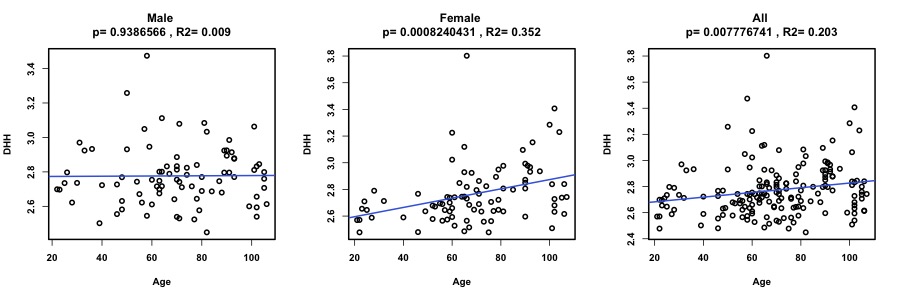 Male
p= 0.9386566 , R2= 0.009
DHH
3.4
3.2
3.0
2.8
2.6
20 40 60 80 100
Age
Female
p= 0.0008240431 , R2= 0.352
DHH
3.8
3.6
3.4
3.2
3.0
2.8
2.6
20 40 60 80 100
Age
All
p= 0.007776741 , R2= 0.203
DHH
3.8
3.6
3.4
3.2
3.0
2.8
2.6
2.4
20 40 60 80 100
Age